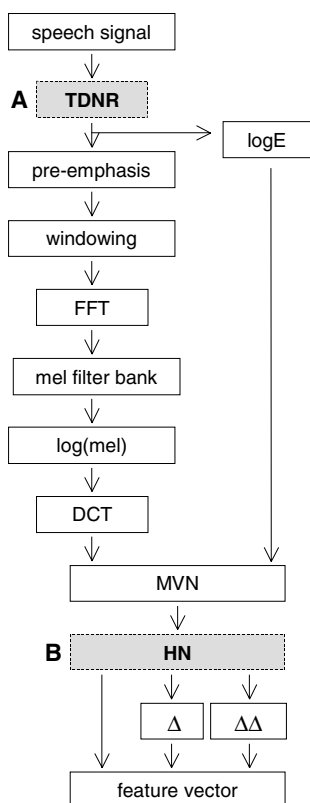 speech signal
A TDNR
logE
pre-emphasis
windowing
FFT
mel filter bank
log(mel)
DCT
MVN
B HN
Δ ΔΔ
feature vector